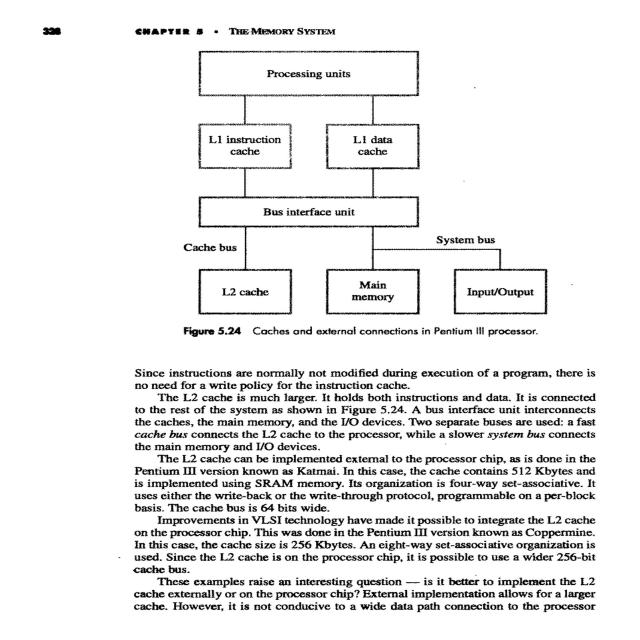 328 CHAPTER 5 • THE MEMORY SYSTEM
Processing units
L1 instruction
cache
L1 data
cache
Bus interface unit
Cache bus
System bus
L2 cache
Main
memory
Input/Output
Figure 5.24 Caches and external connections in Pentium III processor.
Since instructions are normally not modified during execution of a program, there is
no need for a write policy for the instruction cache.
The L2 cache is much larger. It holds both instructions and data. It is connected
to the rest of the system as shown in Figure 5.24. A bus interface unit interconnects
the caches, the main memory, and the I/O devices. Two separate buses are used: a fast
cache bus connects the L2 cache to the processor, while a slower system bus connects
the main memory and I/O devices.
The L2 cache can be implemented external to the processor chip, as is done in the
Pentium III version known as Katmai. In this case, the cache contains 512 Kbytes and
is implemented using SRAM memory. Its organization is four-way set-associative. It
uses either the write-back or the write-through protocol, programmable on a per-block
basis. The cache bus is 64 bits wide.
Improvements in VLSI technology have made it possible to integrate the L2 cache
on the processor chip. This was done in the Pentium III version known as Coppermine.
In this case, the cache size is 256 Kbytes. An eight-way set-associative organization is
used. Since the L2 cache is on the processor chip, it is possible to use a wider 256-bit
cache bus.
These examples raise an interesting question — is it better to implement the L2
cache externally or on the processor chip? External implementation allows for a larger
cache. However, it is not conducive to a wide data path connection to the processor